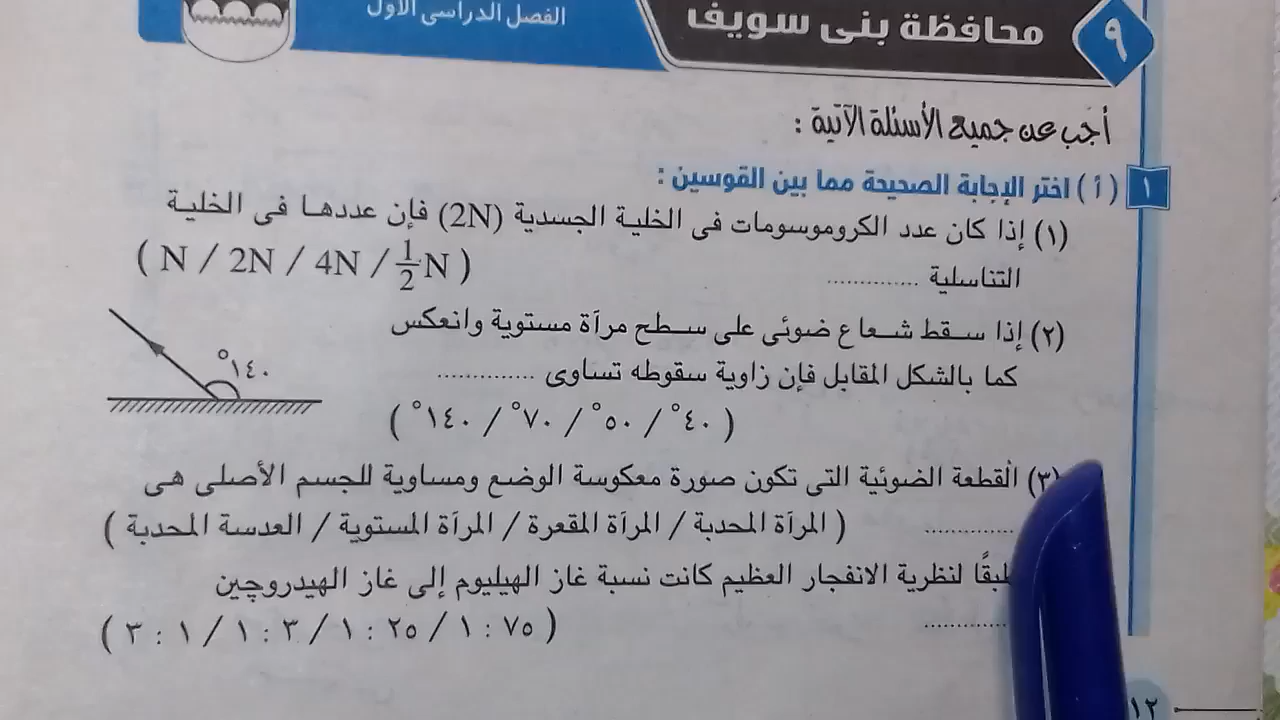 ٩
محافظة بنى سويف
الفصل الدراسى الأول
أجب عن جميع الأسئلة الآتية :
١ ( أ ) اختر الإجابة الصحيحة مما بين القوسين :
(١) إذا كان عدد الكروموسومات فى الخلية الجسدية (2N) فإن عددها فى الخلية
التناسلية .............. ( N / 2N / 4N / ½ N )
(٢) إذا سقط شعاع ضوئى على سطح مرآة مستوية وانعكس
كما بالشكل المقابل فإن زاوية سقوطه تساوى ..............
( ٤٠° / ٥٠° / ٧٠° / ١٤٠° )
١٤٠°
(٣) القطعة الضوئية التى تكون صورة معكوسة الوضع ومساوية للجسم الأصلى هى
.............. ( المرآة المحدبة / المرآة المقعرة / المرآة المستوية / العدسة المحدبة )
لنظرية الانفجار العظيم كانت نسبة غاز الهيليوم إلى غاز الهيدروچين
.............. ( ٧٥ : ١ / ٢٥ : ١ / ٣ : ١ / ١ : ٣ )
١٢